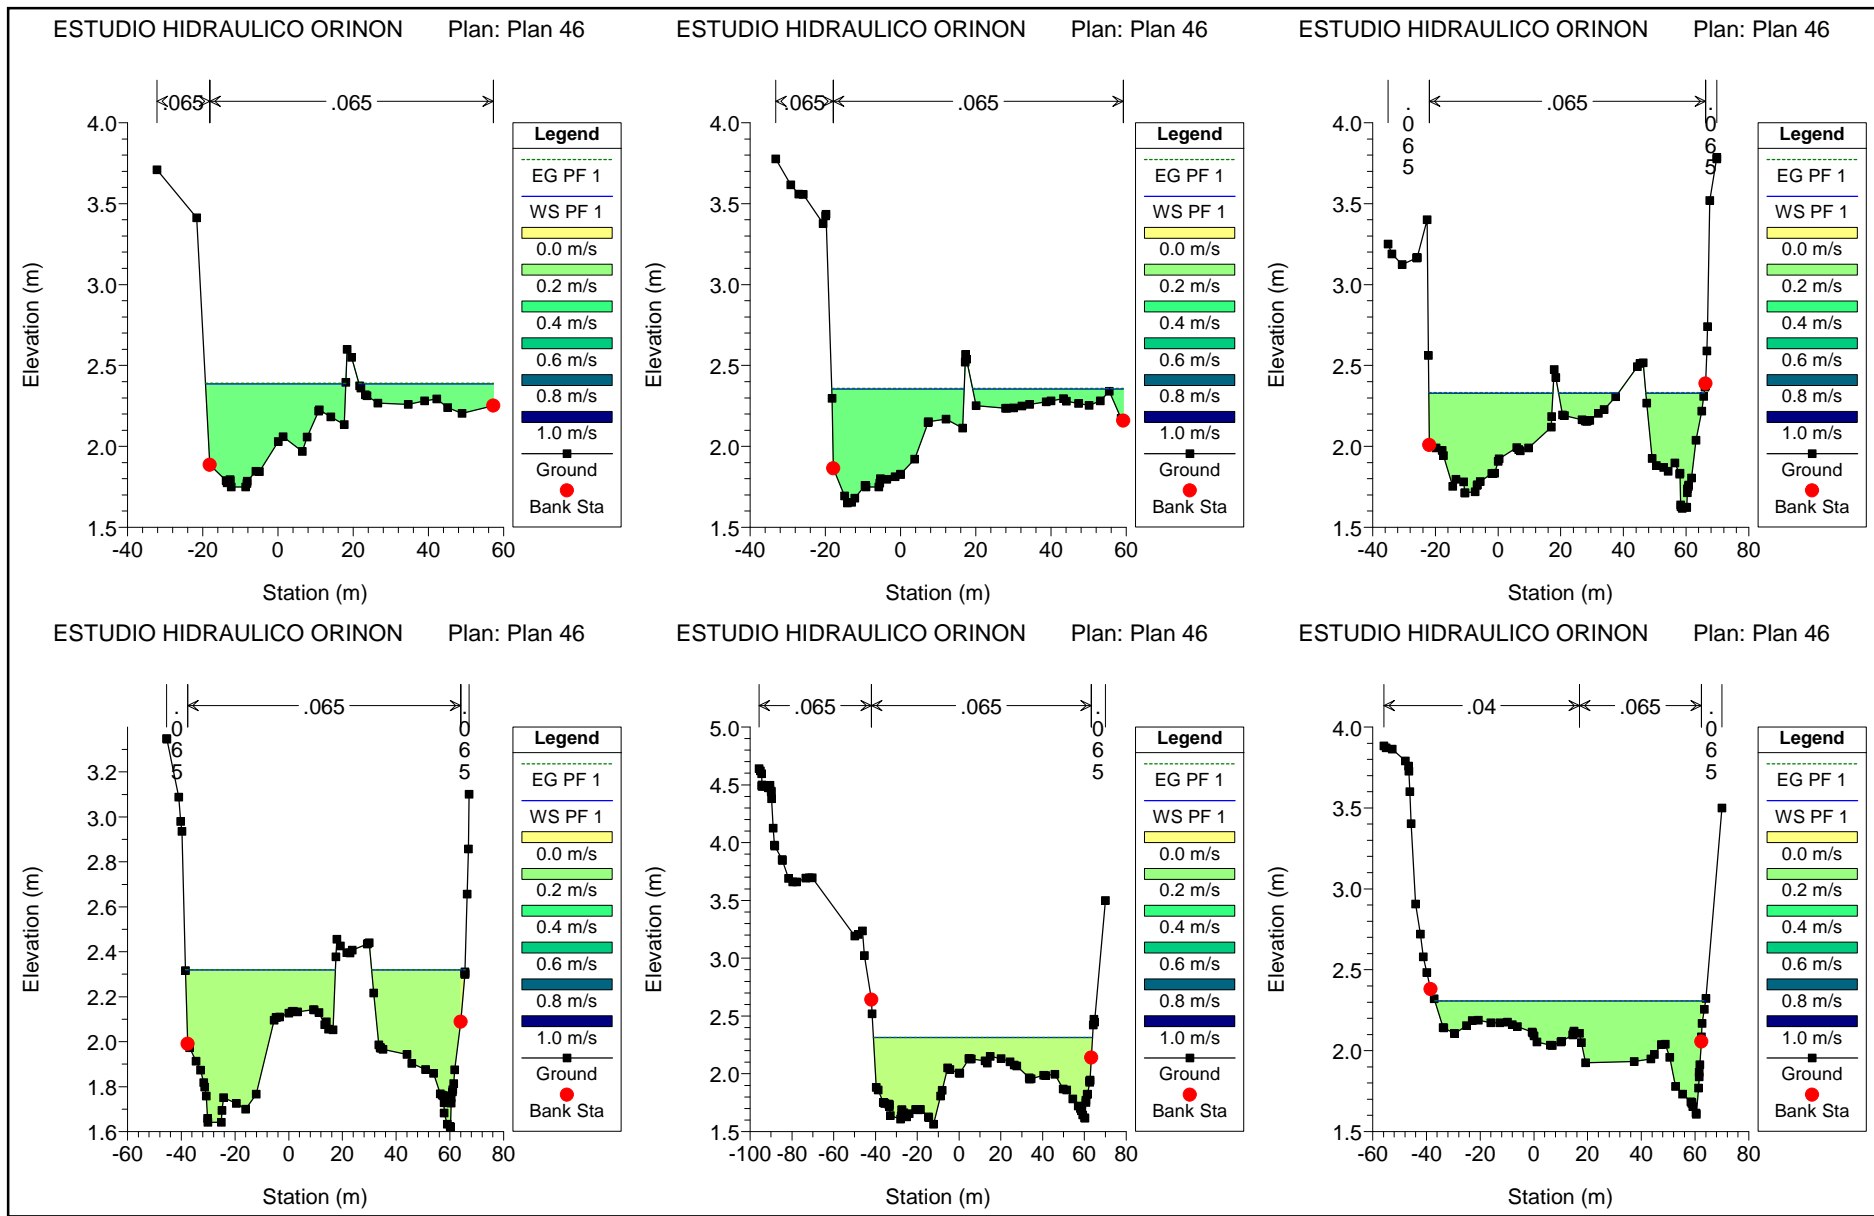 ESTUDIO HIDRAULICO ORINON Plan: Plan 46
.065 .065
4.0
3.5
3.0
2.5
2.0
1.5
-40 -20 0 20 40 60
Elevation (m)
Station (m)
Legend
EG PF 1
WS PF 1
0.0 m/s
0.2 m/s
0.4 m/s
0.6 m/s
0.8 m/s
1.0 m/s
Ground
Bank Sta
ESTUDIO HIDRAULICO ORINON Plan: Plan 46
.065 .065
4.0
3.5
3.0
2.5
2.0
1.5
-40 -20 0 20 40 60
Elevation (m)
Station (m)
Legend
EG PF 1
WS PF 1
0.0 m/s
0.2 m/s
0.4 m/s
0.6 m/s
0.8 m/s
1.0 m/s
Ground
Bank Sta
ESTUDIO HIDRAULICO ORINON Plan: Plan 46
.065 .065 .065
4.0
3.5
3.0
2.5
2.0
1.5
-40 -20 0 20 40 60 80
Elevation (m)
Station (m)
Legend
EG PF 1
WS PF 1
0.0 m/s
0.2 m/s
0.4 m/s
0.6 m/s
0.8 m/s
1.0 m/s
Ground
Bank Sta
ESTUDIO HIDRAULICO ORINON Plan: Plan 46
.065 .065 .065
3.2
3.0
2.8
2.6
2.4
2.2
2.0
1.8
1.6
-60 -40 -20 0 20 40 60 80
Elevation (m)
Station (m)
Legend
EG PF 1
WS PF 1
0.0 m/s
0.2 m/s
0.4 m/s
0.6 m/s
0.8 m/s
1.0 m/s
Ground
Bank Sta
ESTUDIO HIDRAULICO ORINON Plan: Plan 46
.065 .065 .065
5.0
4.5
4.0
3.5
3.0
2.5
2.0
1.5
-100 -80 -60 -40 -20 0 20 40 60 80
Elevation (m)
Station (m)
Legend
EG PF 1
WS PF 1
0.0 m/s
0.2 m/s
0.4 m/s
0.6 m/s
0.8 m/s
1.0 m/s
Ground
Bank Sta
ESTUDIO HIDRAULICO ORINON Plan: Plan 46
.04 .065 .065
4.0
3.5
3.0
2.5
2.0
1.5
-60 -40 -20 0 20 40 60 80
Elevation (m)
Station (m)
Legend
EG PF 1
WS PF 1
0.0 m/s
0.2 m/s
0.4 m/s
0.6 m/s
0.8 m/s
1.0 m/s
Ground
Bank Sta